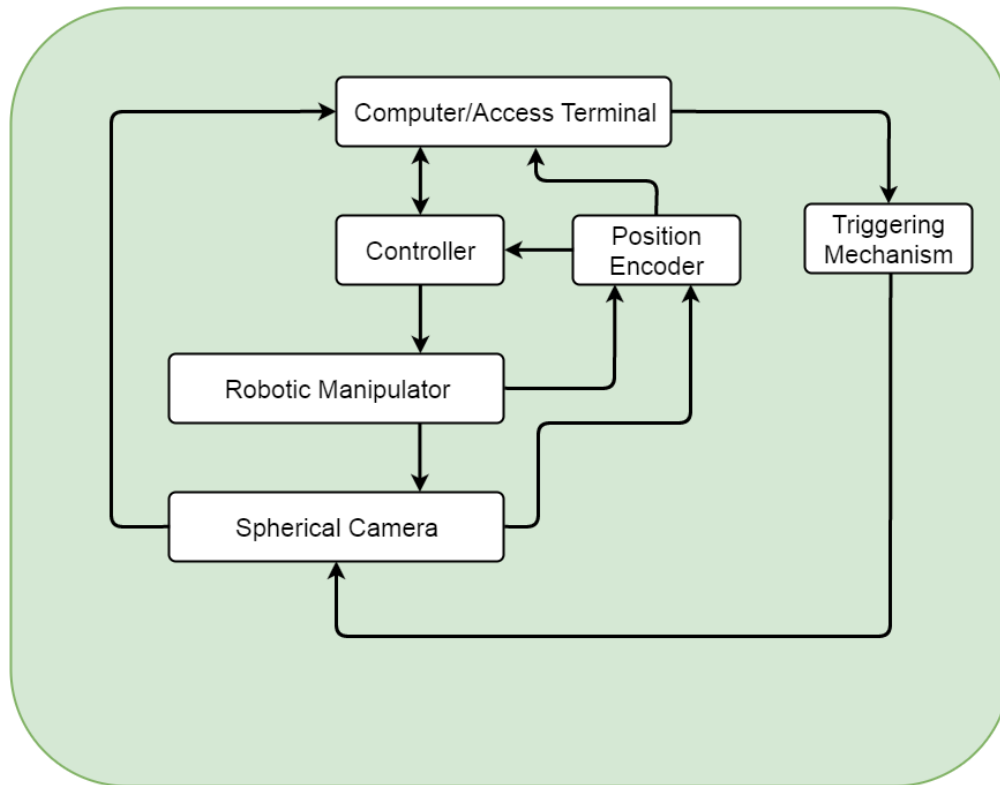 Computer/Access Terminal
Controller
Position
Encoder
Triggering
Mechanism
Robotic Manipulator
Spherical Camera